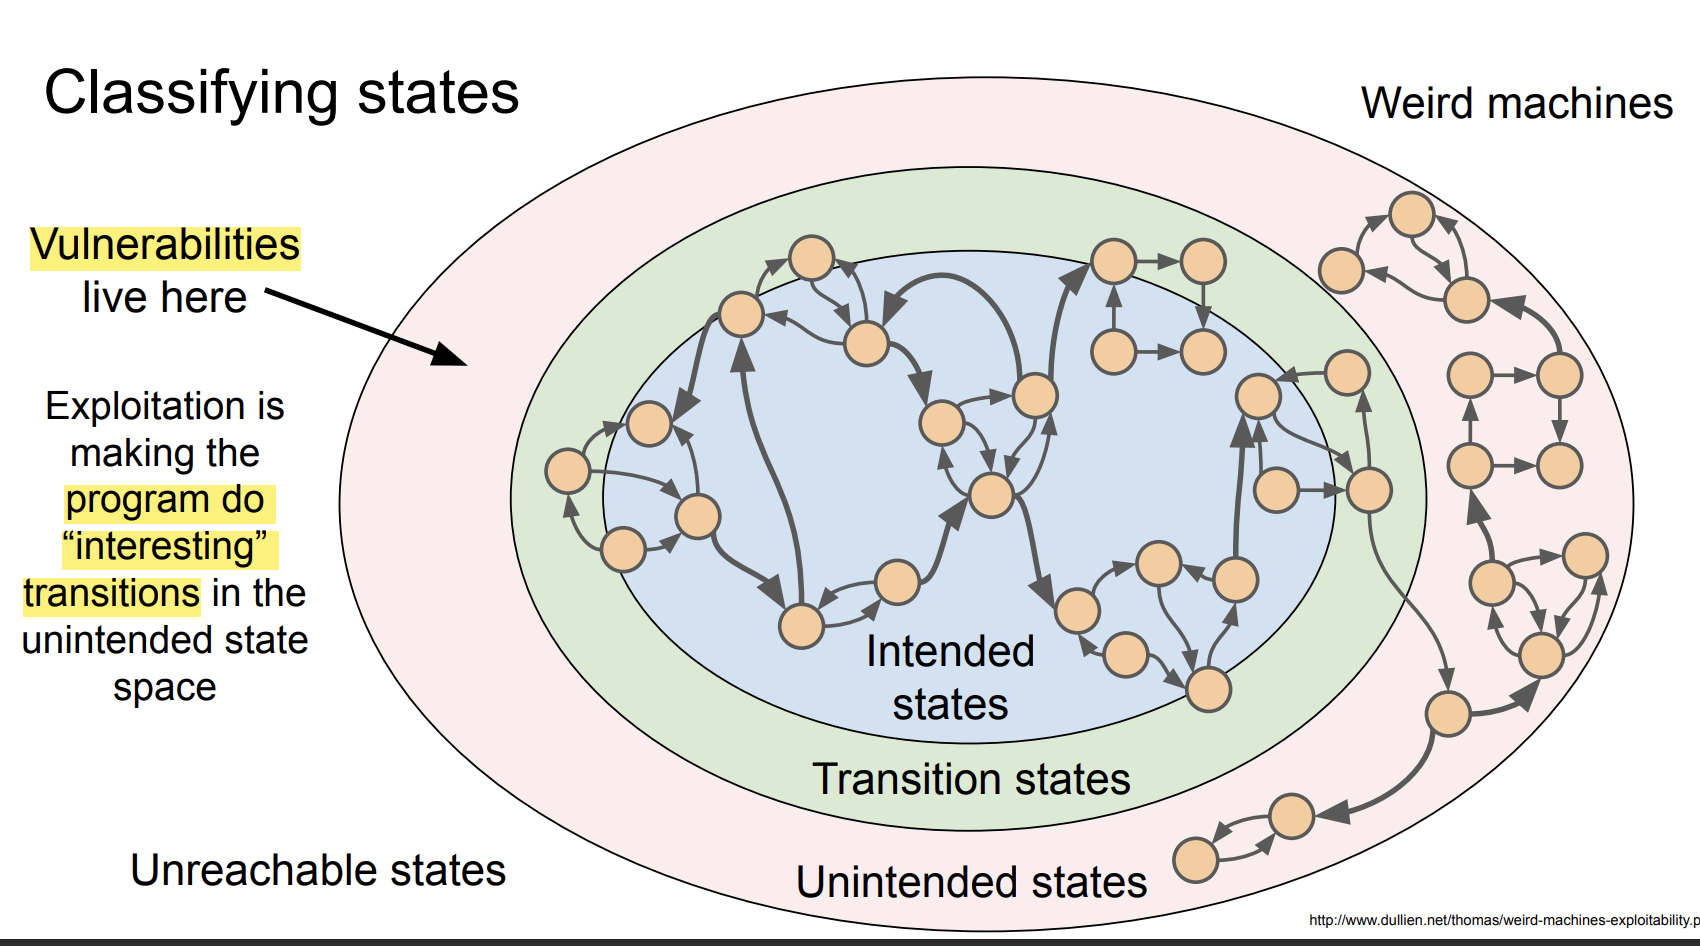 Classifying states
Weird machines
Vulnerabilities
live here
Exploitation is
making the
program do
“interesting”
transitions in the
unintended state
space
Intended
states
Transition states
Unintended states
Unreachable states
http://www.dullien.net/thomas/weird-machines-exploitability.p